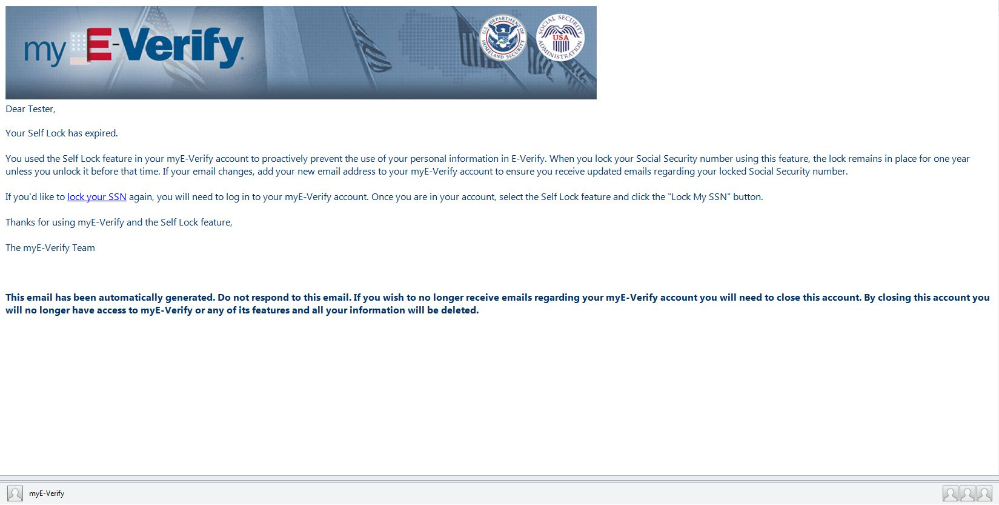 my E-Verify
U.S. DEPARTMENT OF HOMELAND SECURITY
SOCIAL SECURITY ADMINISTRATION
USA
Dear Tester,
Your Self Lock has expired.
You used the Self Lock feature in your myE-Verify account to proactively prevent the use of your personal information in E-Verify. When you lock your Social Security number using this feature, the lock remains in place for one year
unless you unlock it before that time. If your email changes, add your new email address to your myE-Verify account to ensure you receive updated emails regarding your locked Social Security number.
If you'd like to lock your SSN again, you will need to log in to your myE-Verify account. Once you are in your account, select the Self Lock feature and click the "Lock My SSN" button.
Thanks for using myE-Verify and the Self Lock feature,
The myE-Verify Team
This email has been automatically generated. Do not respond to this email. If you wish to no longer receive emails regarding your myE-Verify account you will need to close this account. By closing this account you
will no longer have access to myE-Verify or any of its features and all your information will be deleted.
myE-Verify